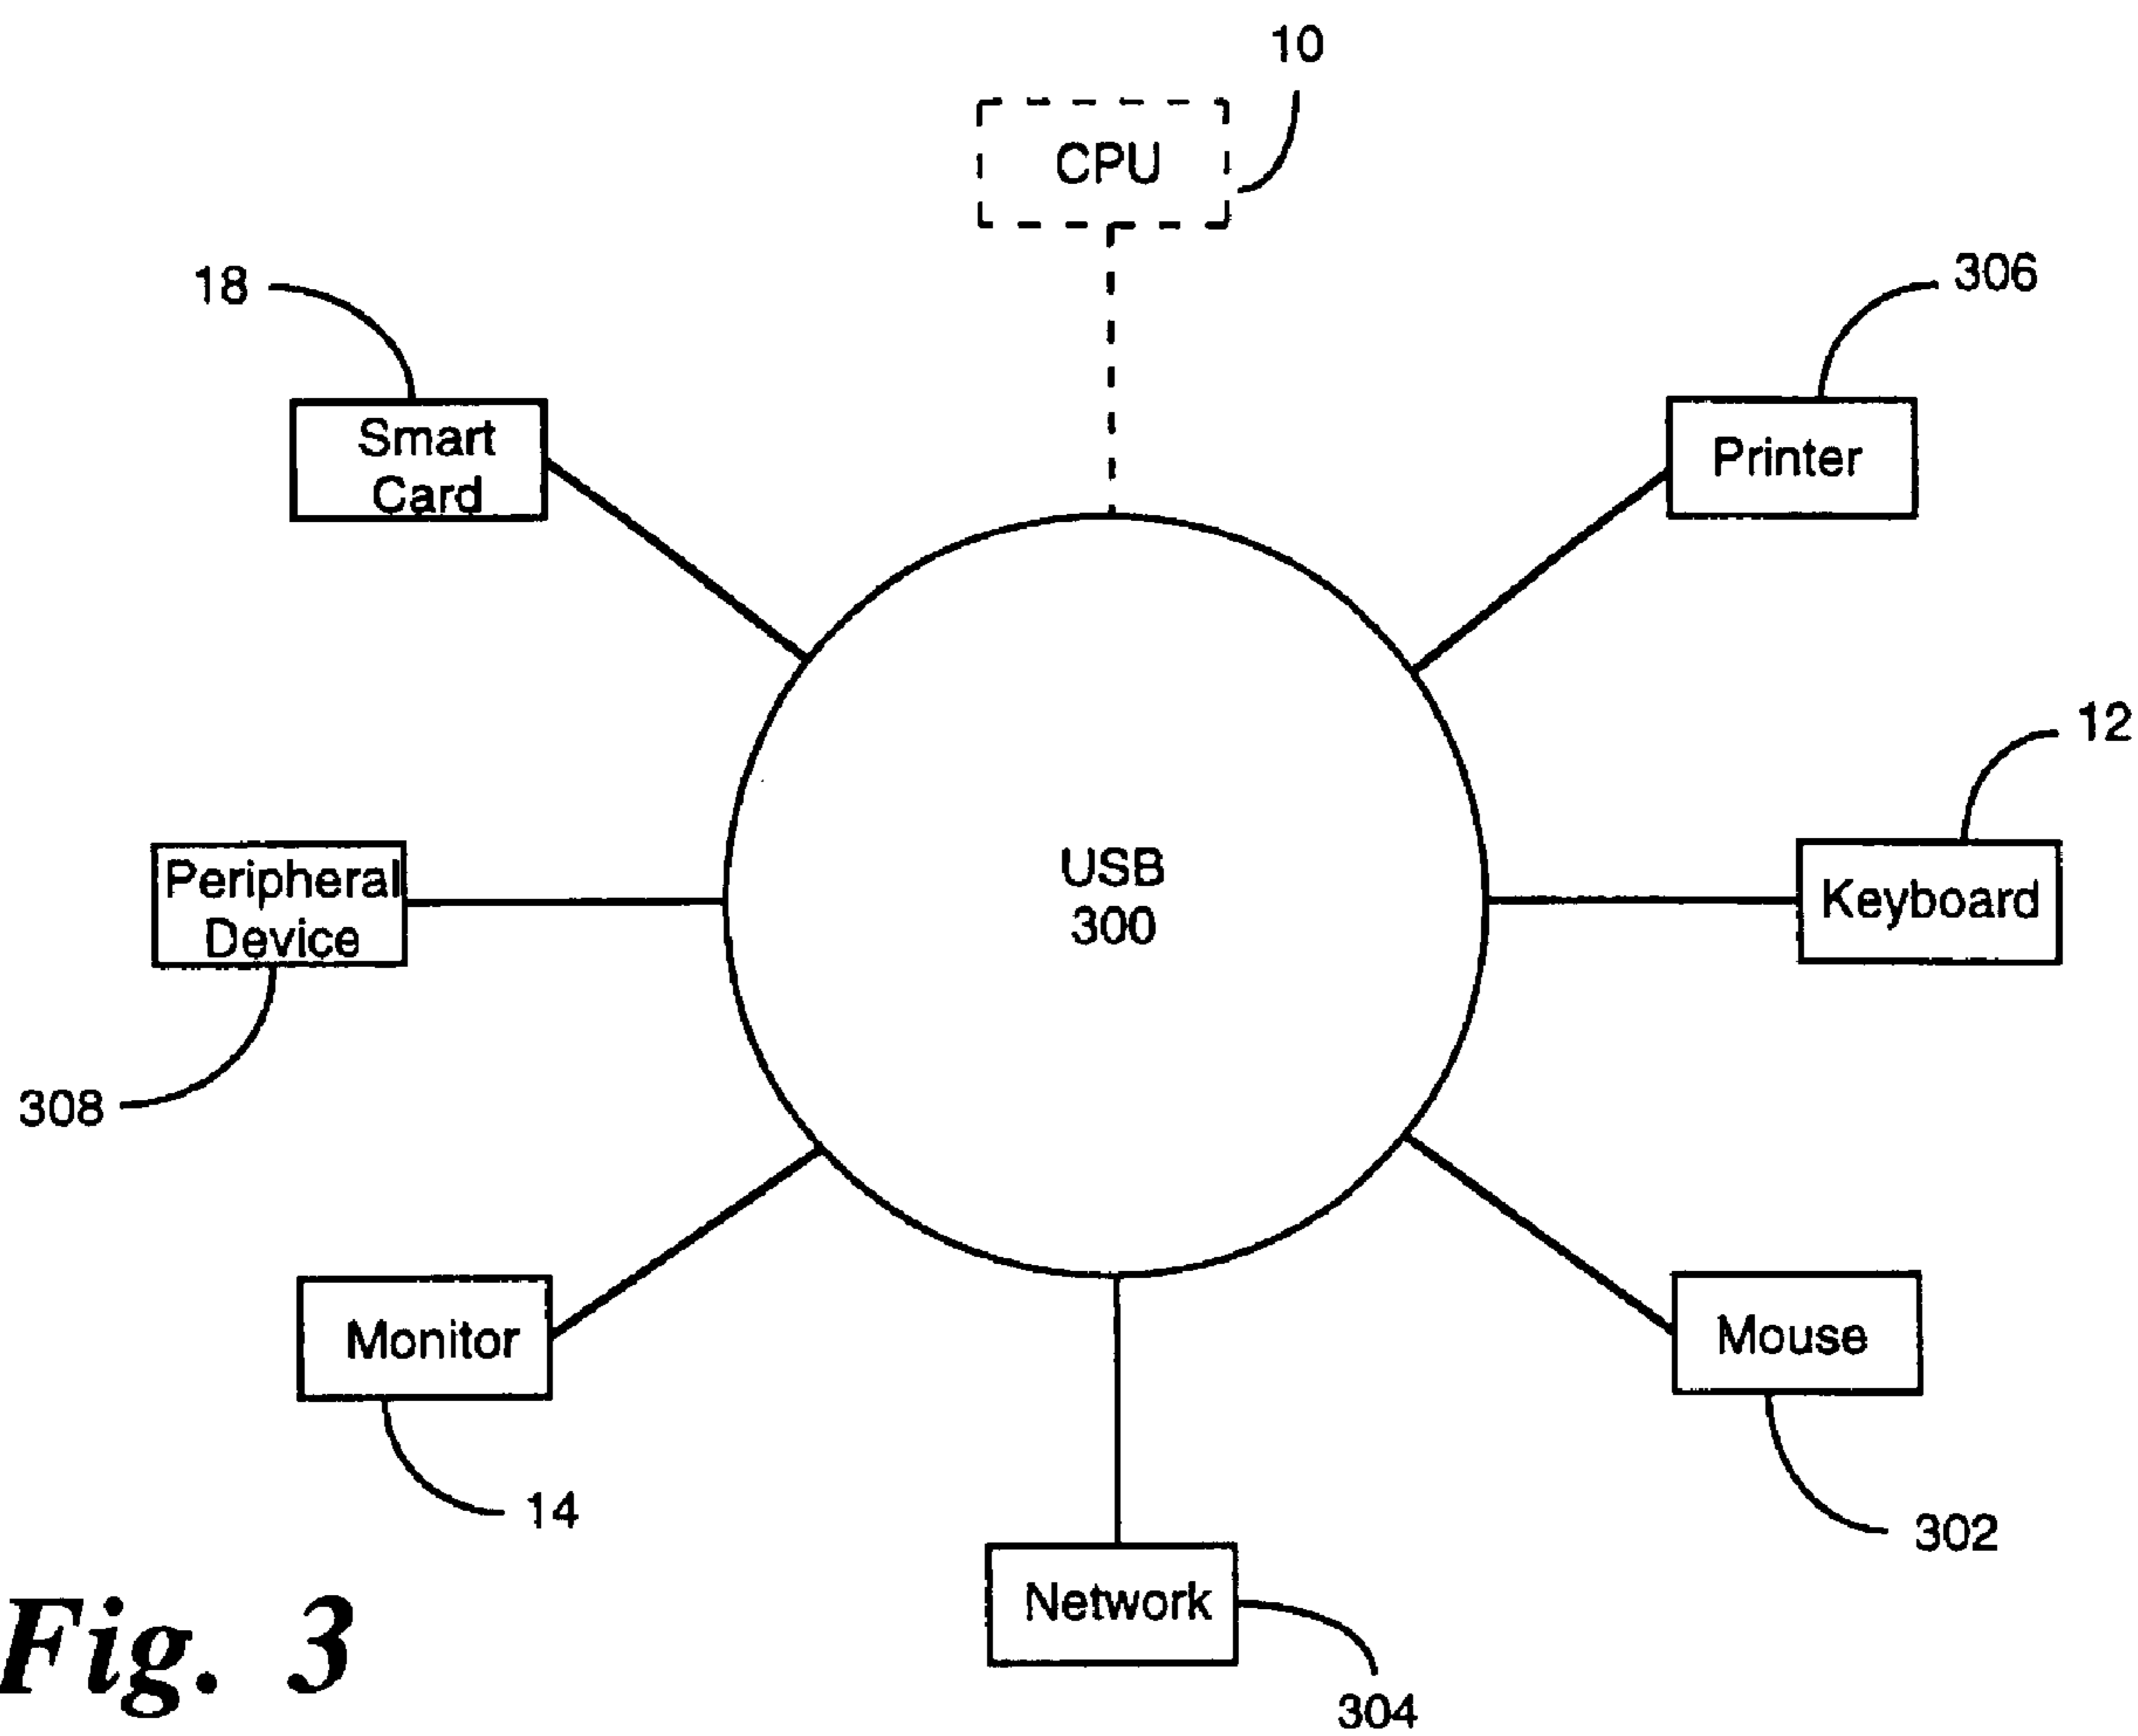 10
CPU
18
306
Smart
Card
Printer
12
USB
300
Peripheral
Device
Keyboard
308
Monitor
Mouse
14
302
Network
Fig. 3
304